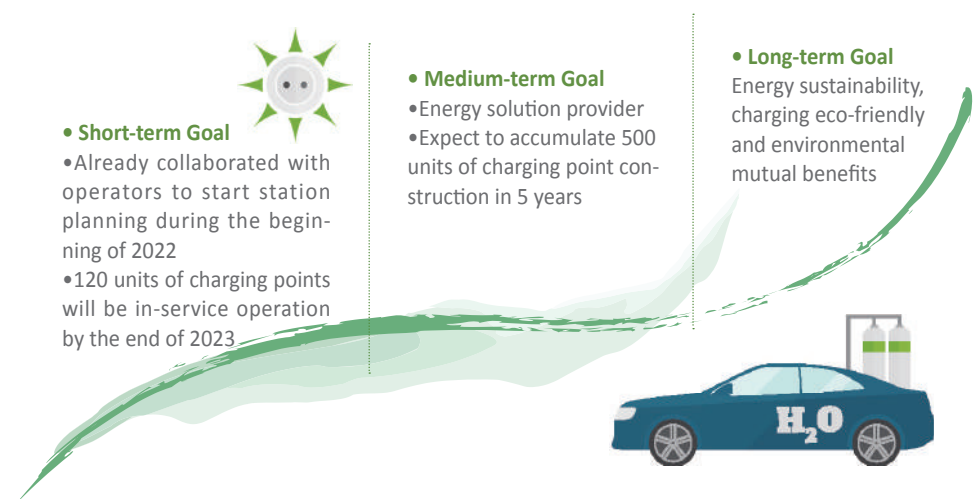 • Short-term Goal
•Already collaborated with
operators to start station
planning during the begin-
ning of 2022
•120 units of charging points
will be in-service operation
by the end of 2023
• Medium-term Goal
•Energy solution provider
•Expect to accumulate 500
units of charging point con-
struction in 5 years
• Long-term Goal
Energy sustainability,
charging eco-friendly
and environmental
mutual benefits
H₂O